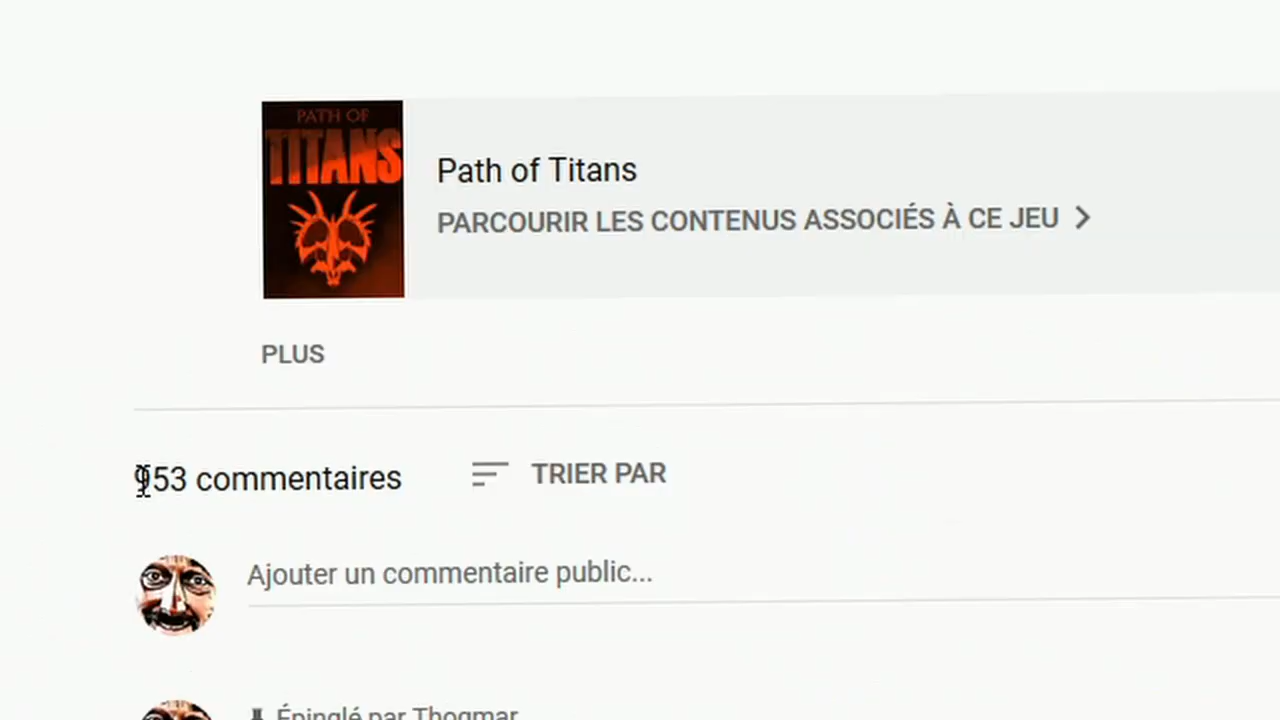 PATH OF
TITANS
Path of Titans
PARCOURIR LES CONTENUS ASSOCIÉS À CE JEU
PLUS
953 commentaires
TRIER PAR
Ajouter un commentaire public...
Épinglé par Thogmar